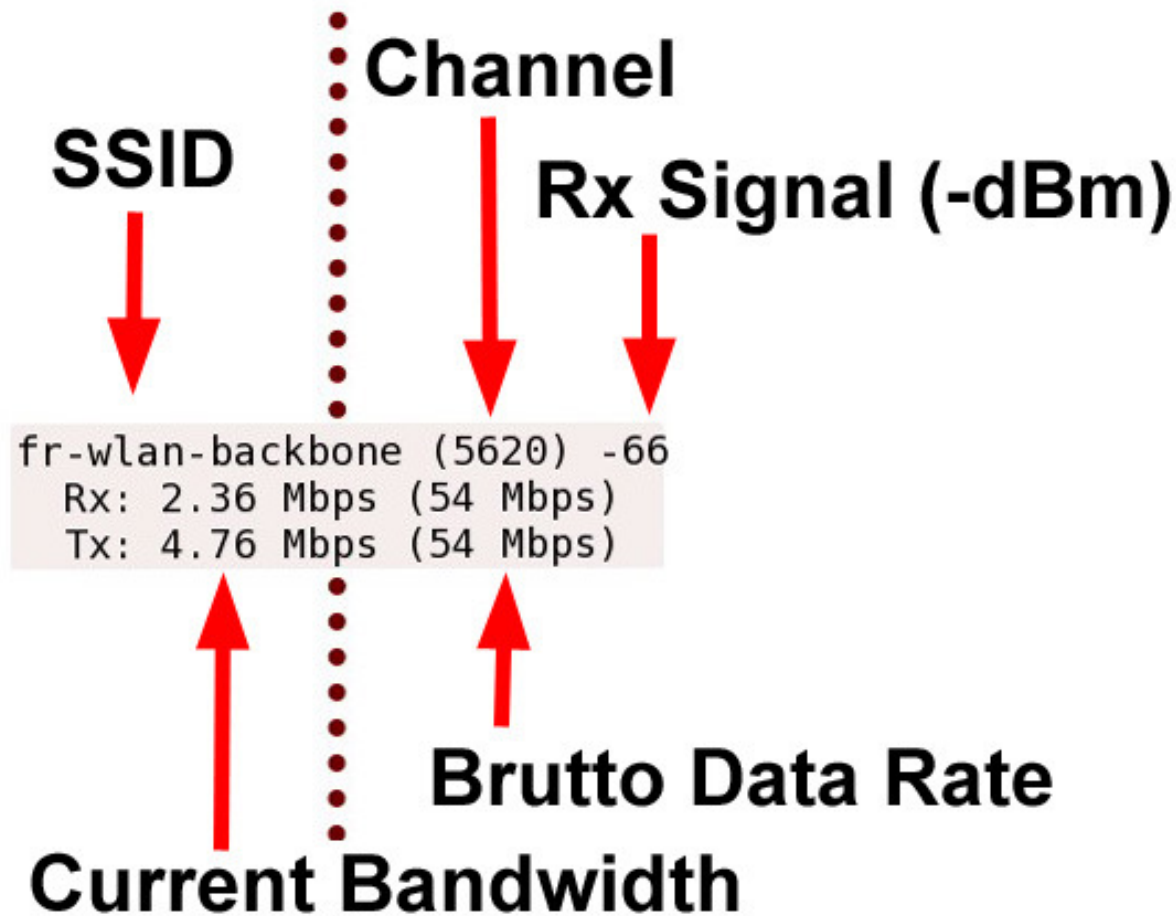 Channel
SSID
Rx Signal (-dBm)
fr-wlan-backbone (5620) -66
Rx: 2.36 Mbps (54 Mbps)
Tx: 4.76 Mbps (54 Mbps)
Brutto Data Rate
Current Bandwidth